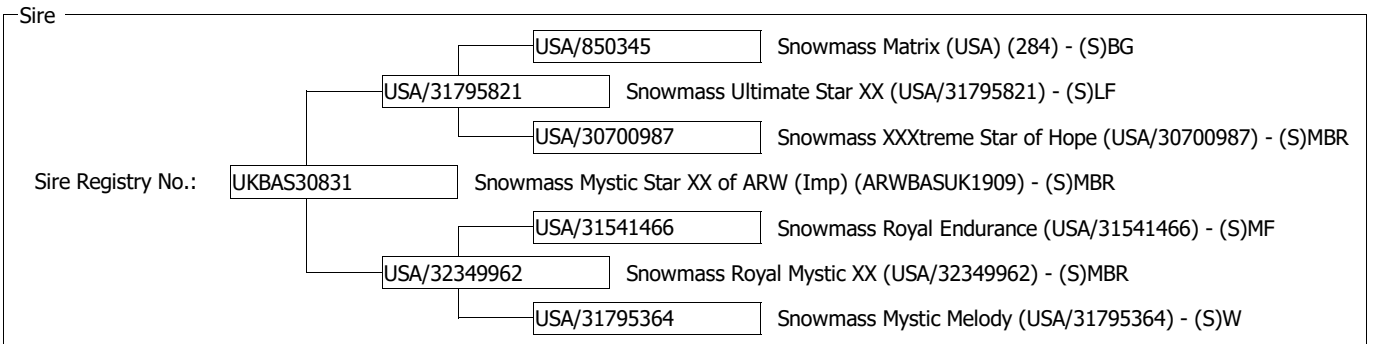 Sire
USA/850345 Snowmass Matrix (USA) (284) - (S)BG
USA/31795821 Snowmass Ultimate Star XX (USA/31795821) - (S)LF
USA/30700987 Snowmass XXXtreme Star of Hope (USA/30700987) - (S)MBR
Sire Registry No.: UKBAS30831 Snowmass Mystic Star XX of ARW (Imp) (ARWBASUK1909) - (S)MBR
USA/31541466 Snowmass Royal Endurance (USA/31541466) - (S)MF
USA/32349962 Snowmass Royal Mystic XX (USA/32349962) - (S)MBR
USA/31795364 Snowmass Mystic Melody (USA/31795364) - (S)W